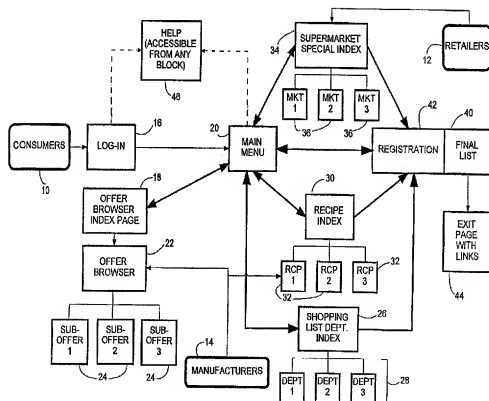 HELP
(ACCESSIBLE
FROM ANY
BLOCK)
46
34
SUPERMARKET
SPECIAL INDEX
RETAILERS
12
MKT
1
MKT
2
MKT
3
36
36
42
40
16
20
CONSUMERS
10
LOG-IN
MAIN
MENU
REGISTRATION
FINAL
LIST
18
OFFER
BROWSER
INDEX PAGE
30
RECIPE
INDEX
EXIT
PAGE
WITH
LINKS
44
22
OFFER
BROWSER
RCP
1
RCP
2
RCP
3
32
32
SUB-
OFFER
1
SUB-
OFFER
2
SUB-
OFFER
3
24
24
14
MANUFACTURERS
26
SHOPPING
LIST DEPT.
INDEX
DEPT
1
DEPT
2
DEPT
3
28